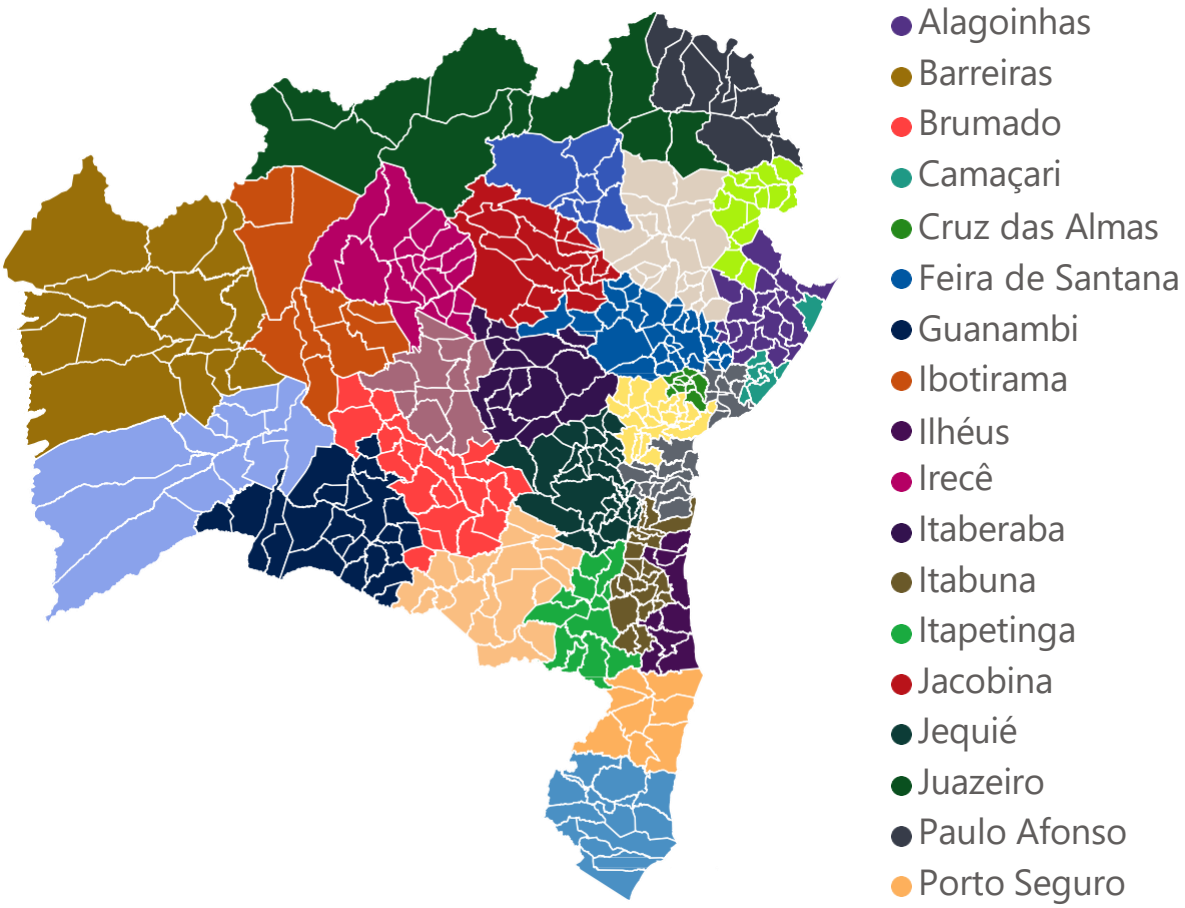 Alagoinhas
Barreiras
Brumado
Camaçari
Cruz das Almas
Feira de Santana
Guanambi
Ibotirama
Ilhéus
Irecê
Itaberaba
Itabuna
Itapetinga
Jacobina
Jequié
Juazeiro
Paulo Afonso
Porto Seguro